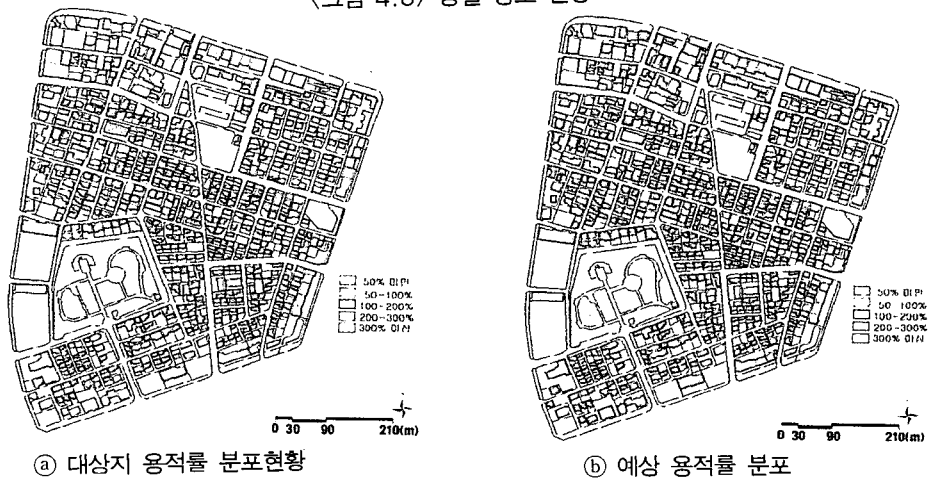 50% 미만
50-100%
100-200%
200-300%
300% 이상
0 30 90 210(m)
ⓐ 대상지 용적률 분포현황
50% 미만
50-100%
100-200%
200-300%
300% 이상
0 30 90 210(m)
ⓑ 예상 용적률 분포